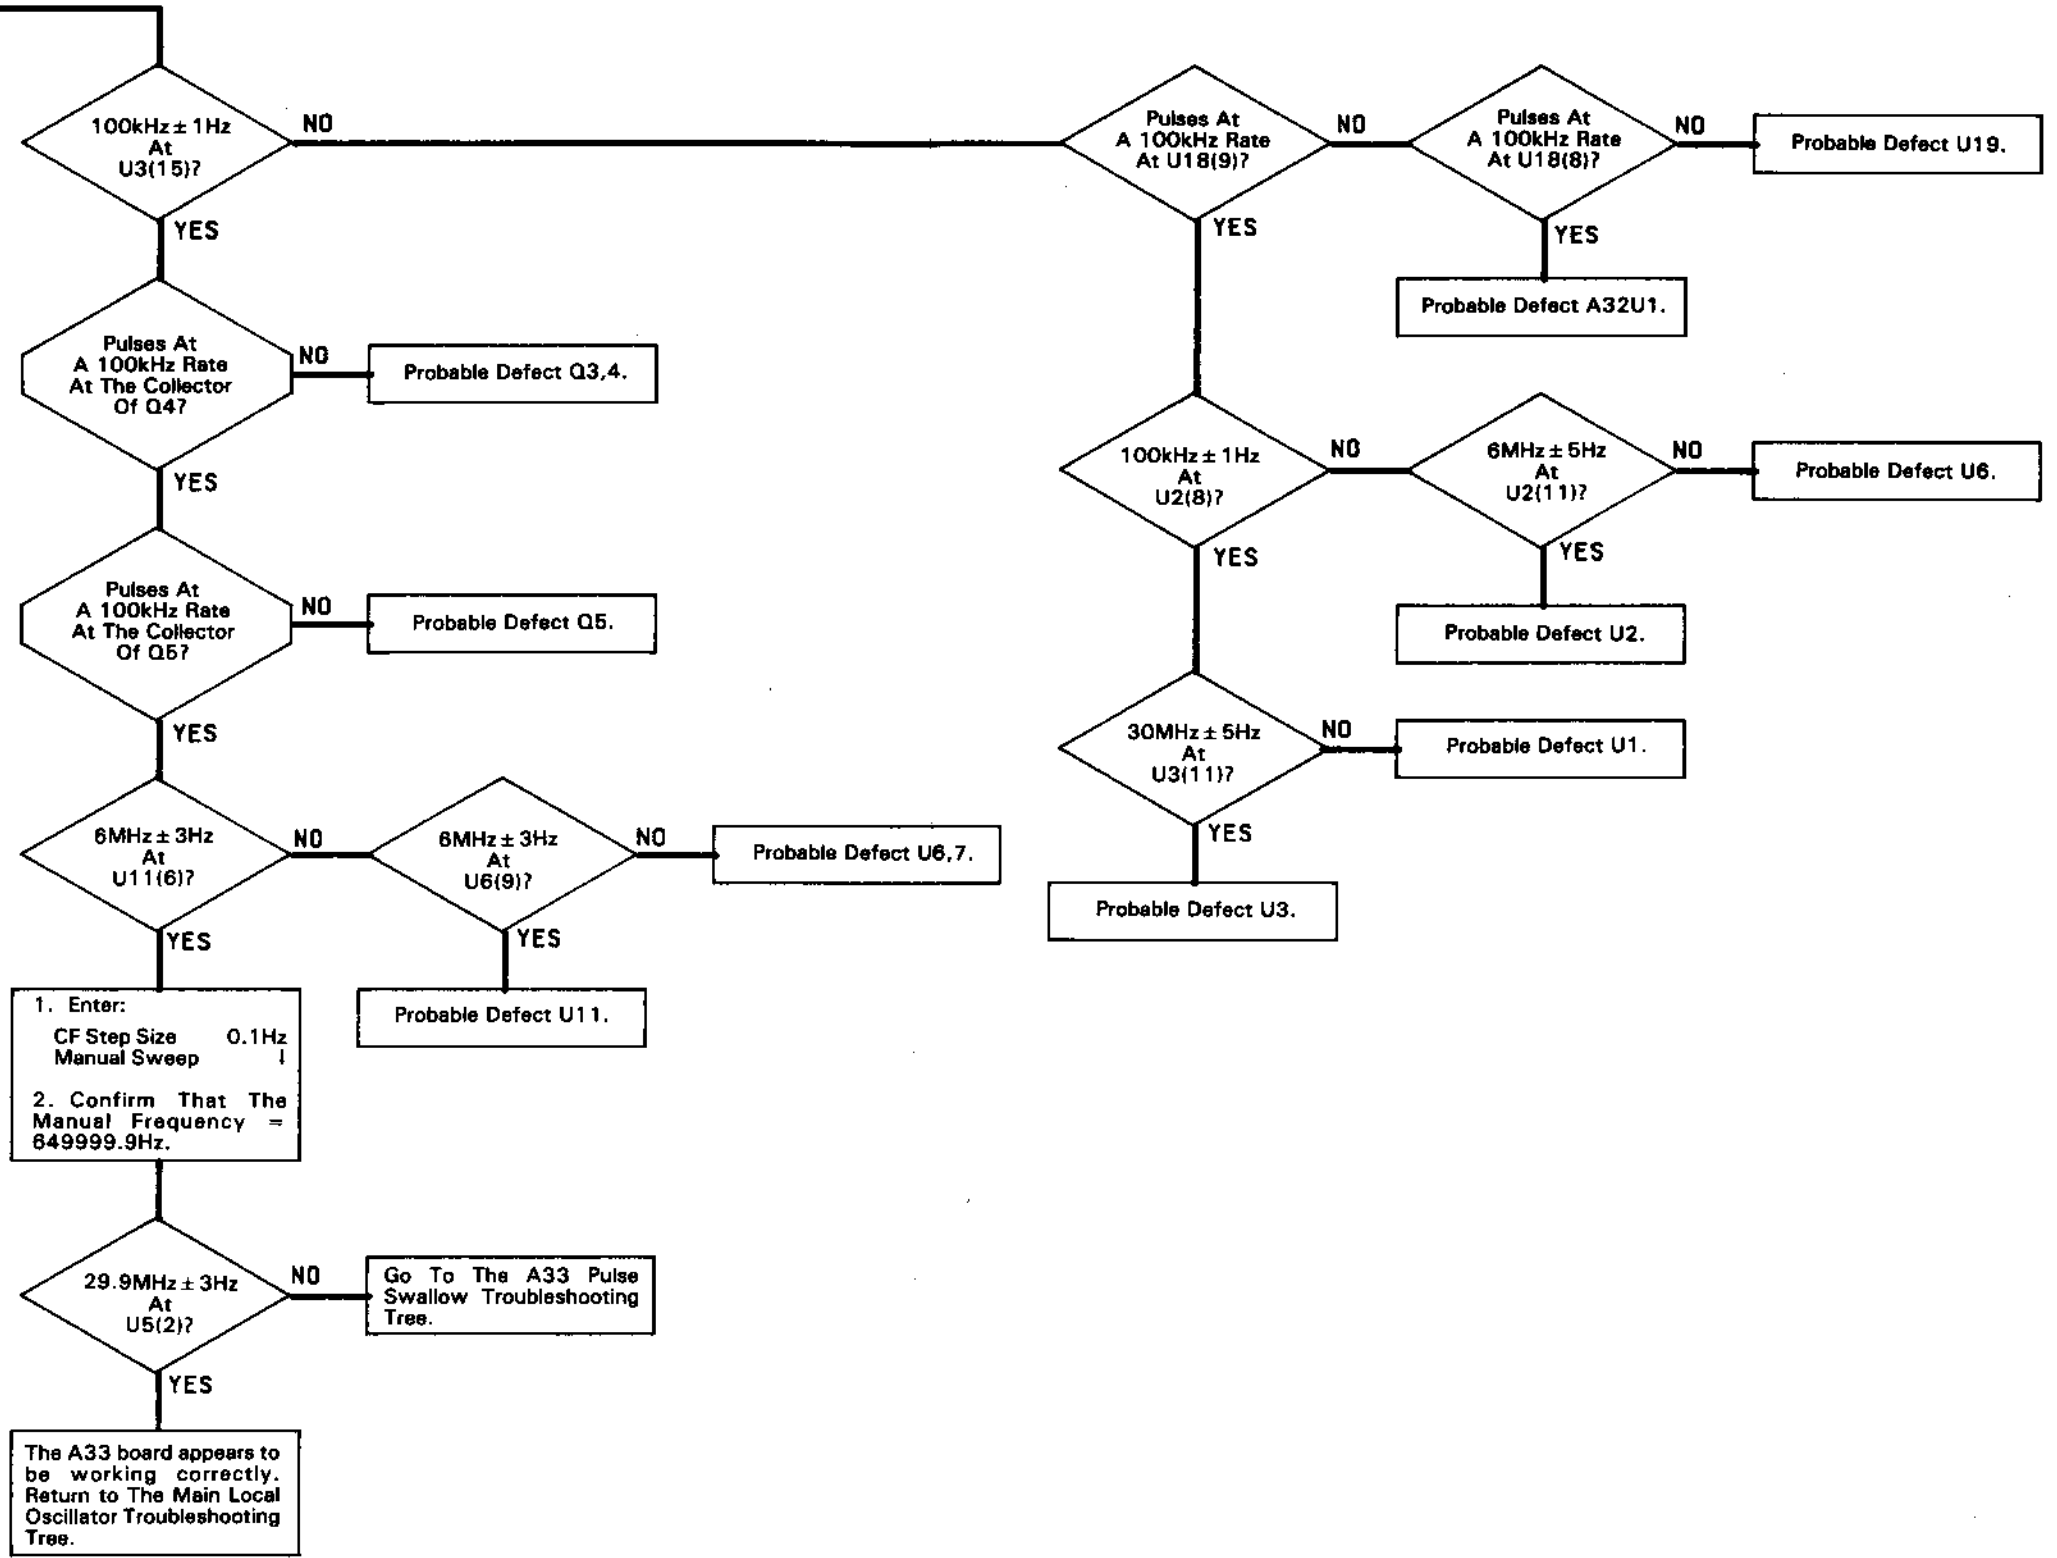 100kHz ± 1Hz
At
U3(15)?
NO
YES
Pulses At
A 100kHz Rate
At U18(9)?
NO
YES
Pulses At
A 100kHz Rate
At U18(8)?
NO
YES
Probable Defect U19.
Probable Defect A32U1.
Pulses At
A 100kHz Rate
At The Collector
Of Q4?
NO
YES
Probable Defect Q3,4.
100kHz ± 1Hz
At
U2(8)?
NO
YES
6MHz ± 5Hz
At
U2(11)?
NO
YES
Probable Defect U6.
Probable Defect U2.
Pulses At
A 100kHz Rate
At The Collector
Of Q5?
NO
YES
Probable Defect Q5.
30MHz ± 5Hz
At
U3(11)?
NO
YES
Probable Defect U1.
Probable Defect U3.
6MHz ± 3Hz
At
U11(6)?
NO
YES
6MHz ± 3Hz
At
U6(9)?
NO
YES
Probable Defect U6,7.
Probable Defect U11.
1. Enter:
CF Step Size 0.1Hz
Manual Sweep ↓
2. Confirm That The
Manual Frequency =
649999.9Hz.
29.9MHz ± 3Hz
At
U5(2)?
NO
YES
Go To The A33 Pulse
Swallow Troubleshooting
Tree.
The A33 board appears to
be working correctly.
Return to The Main Local
Oscillator Troubleshooting
Tree.